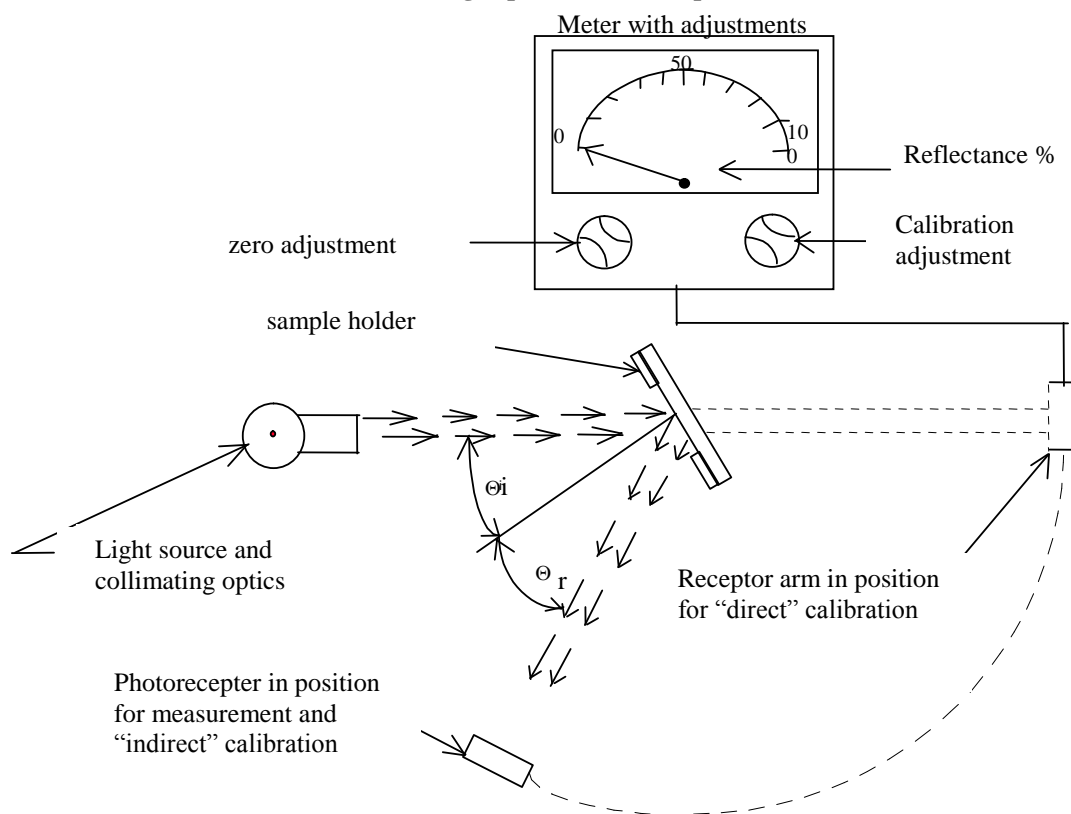 Meter with adjustments
50
0
10
0
Reflectance %
zero adjustment
Calibration
adjustment
sample holder
Θi
Θ r
Light source and
collimating optics
Receptor arm in position
for “direct” calibration
Photorecepter in position
for measurement and
“indirect” calibration